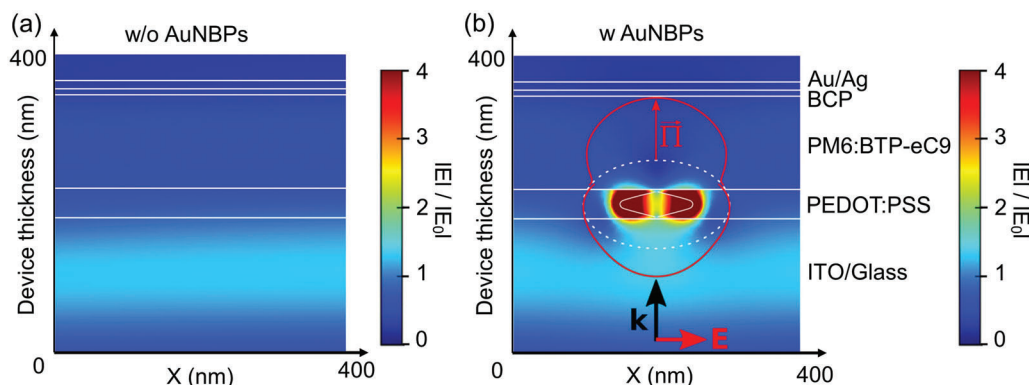 (a)
w/o AuNBPs
400
Device thickness (nm)
0
X (nm)
400
4
3
2
1
0
|E| / |E₀|
(b)
w AuNBPs
400
Device thickness (nm)
0
X (nm)
400
Π⃗
k
E
Au/Ag
BCP
PM6:BTP-eC9
PEDOT:PSS
ITO/Glass
4
3
2
1
0
|E| / |E₀|